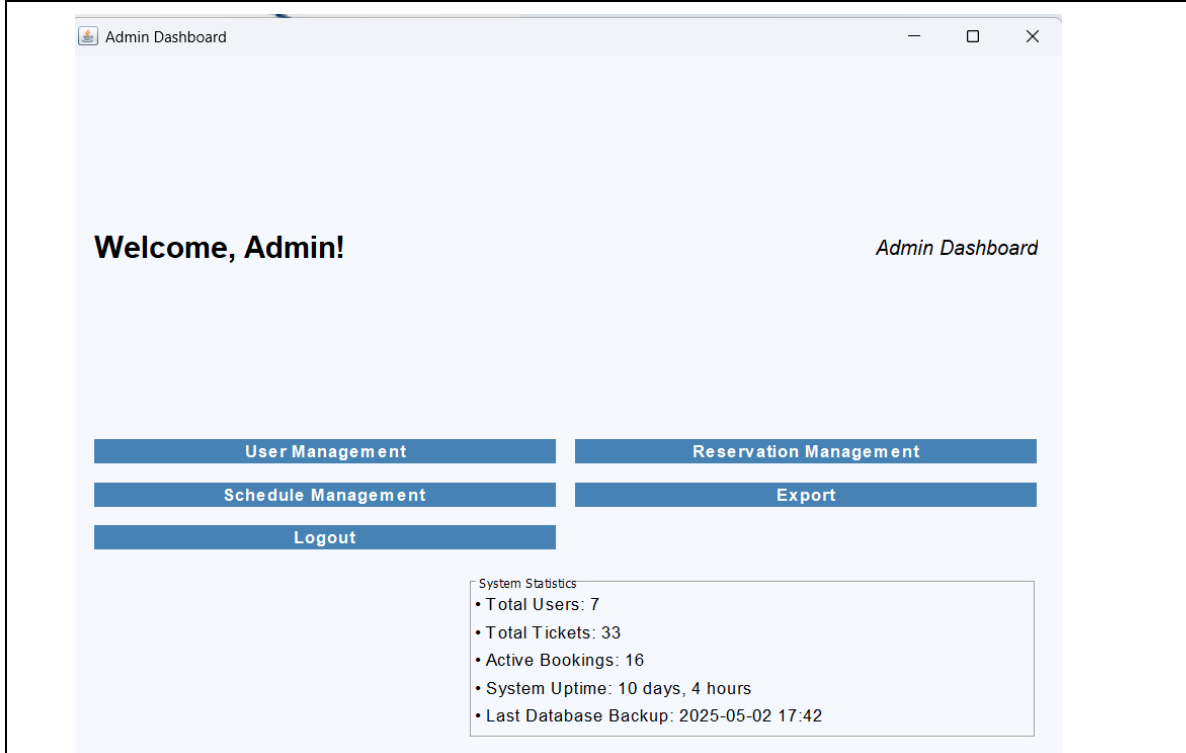 Admin Dashboard
Welcome, Admin!
Admin Dashboard
User Management
Reservation Management
Schedule Management
Export
Logout
System Statistics
• Total Users: 7
• Total Tickets: 33
• Active Bookings: 16
• System Uptime: 10 days, 4 hours
• Last Database Backup: 2025-05-02 17:42